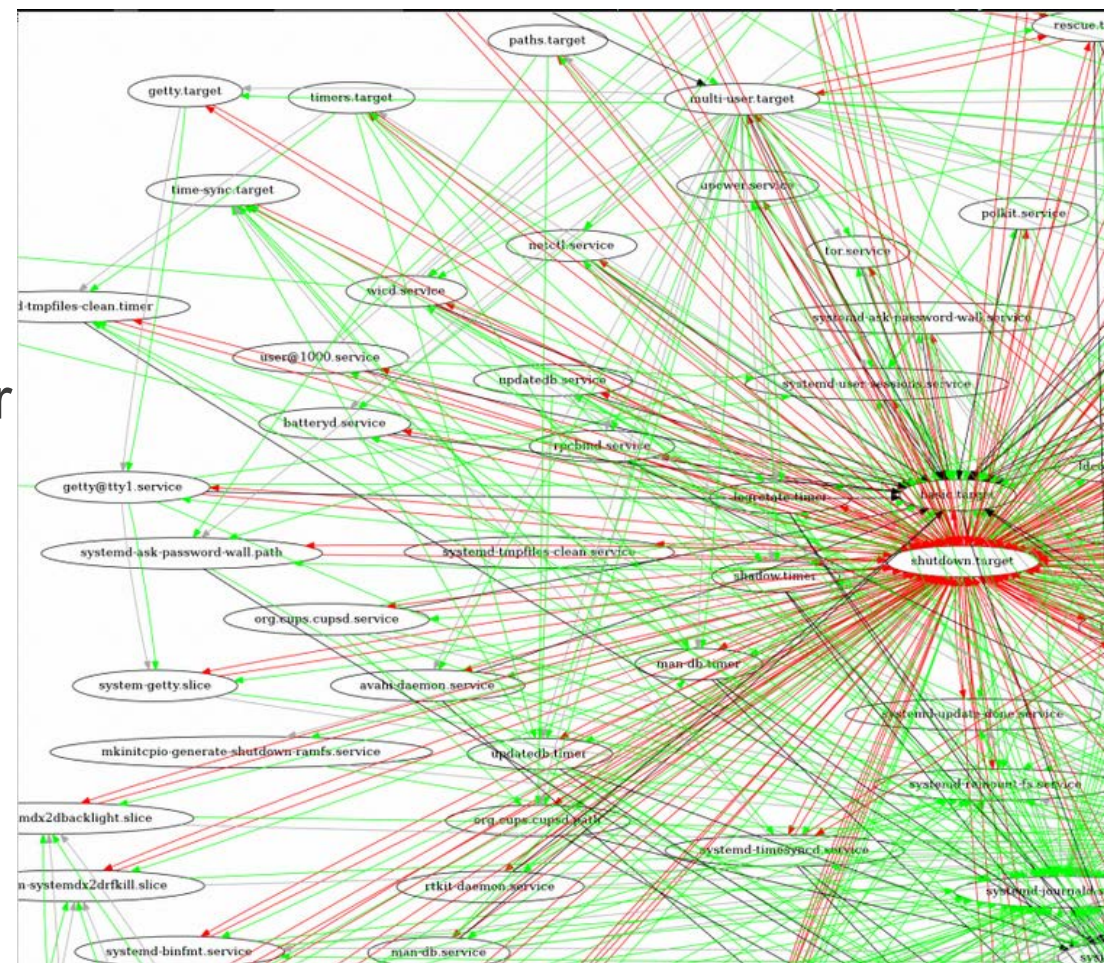 paths.target
rescue.t
getty.target
timers.target
multi-user.target
time-sync.target
upower.service
polkit.service
netctl.service
tor.service
wicd.service
d-tmpfiles-clean.timer
systemd-ask-password-wall.service
user@1000.service
updatedb.service
systemd-user-sessions.service
r
batteryd.service
rpcbind.service
ldco
getty@tty1.service
logrotate.timer
basic.target
systemd-ask-password-wall.path
systemd-tmpfiles-clean.service
shutdown.target
shadow.timer
org.cups.cupsd.service
man-db.timer
system-getty.slice
avahi-daemon.service
systemd-update-done.service
mkinitcpio-generate-shutdown-ramfs.service
updatedb.timer
systemd-remount-fs.service
mdx2dbacklight.slice
org.cups.cupsd.path
systemd-timesyncd.service
m-systemdx2drfkill.slice
rtkit-daemon.service
systemd-journald.s
systemd-binfmt.service
man-db.service
sys